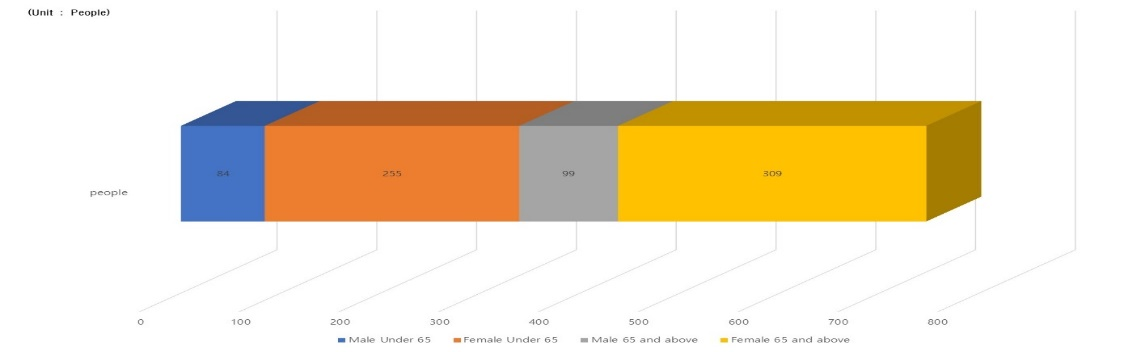 (Unit : People)
84 255 99 309
people
0 100 200 300 400 500 600 700 800
Male Under 65 Female Under 65 Male 65 and above Female 65 and above